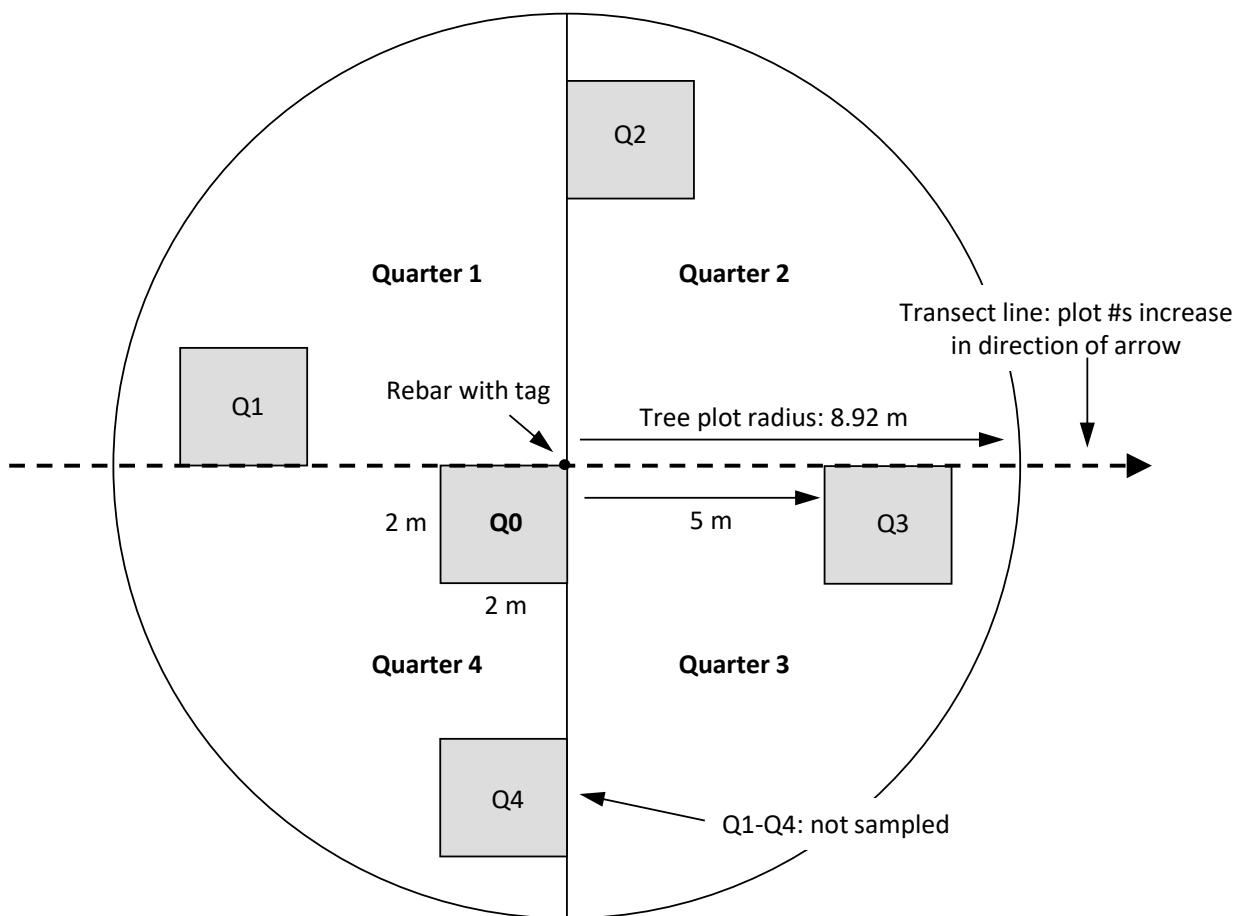 Q2
Quarter 1
Quarter 2
Transect line: plot #s increase
in direction of arrow
Q1
Rebar with tag
Tree plot radius: 8.92 m
2 m
Q0
5 m
Q3
2 m
Quarter 4
Quarter 3
Q4
Q1-Q4: not sampled